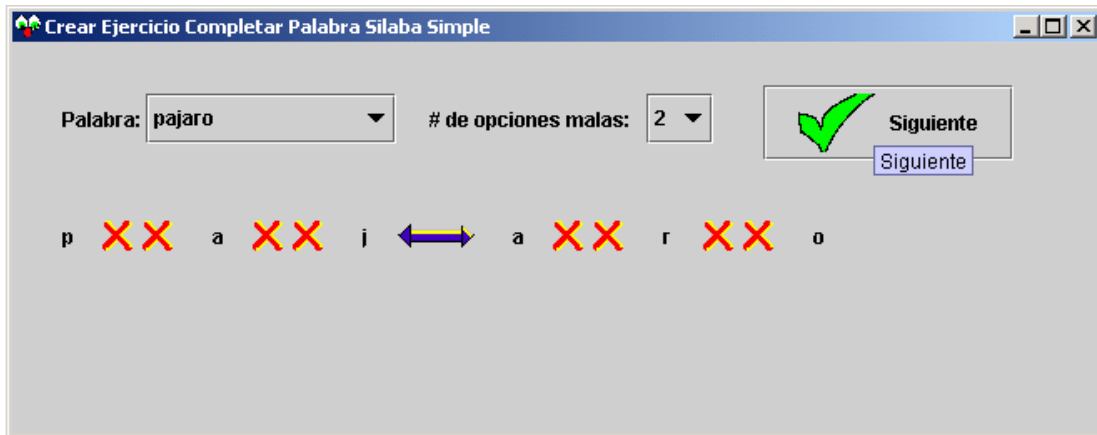 Crear Ejercicio Completar Palabra Silaba Simple
Palabra: pajaro # de opciones malas: 2 Siguiente
Siguiente
p a j a r o